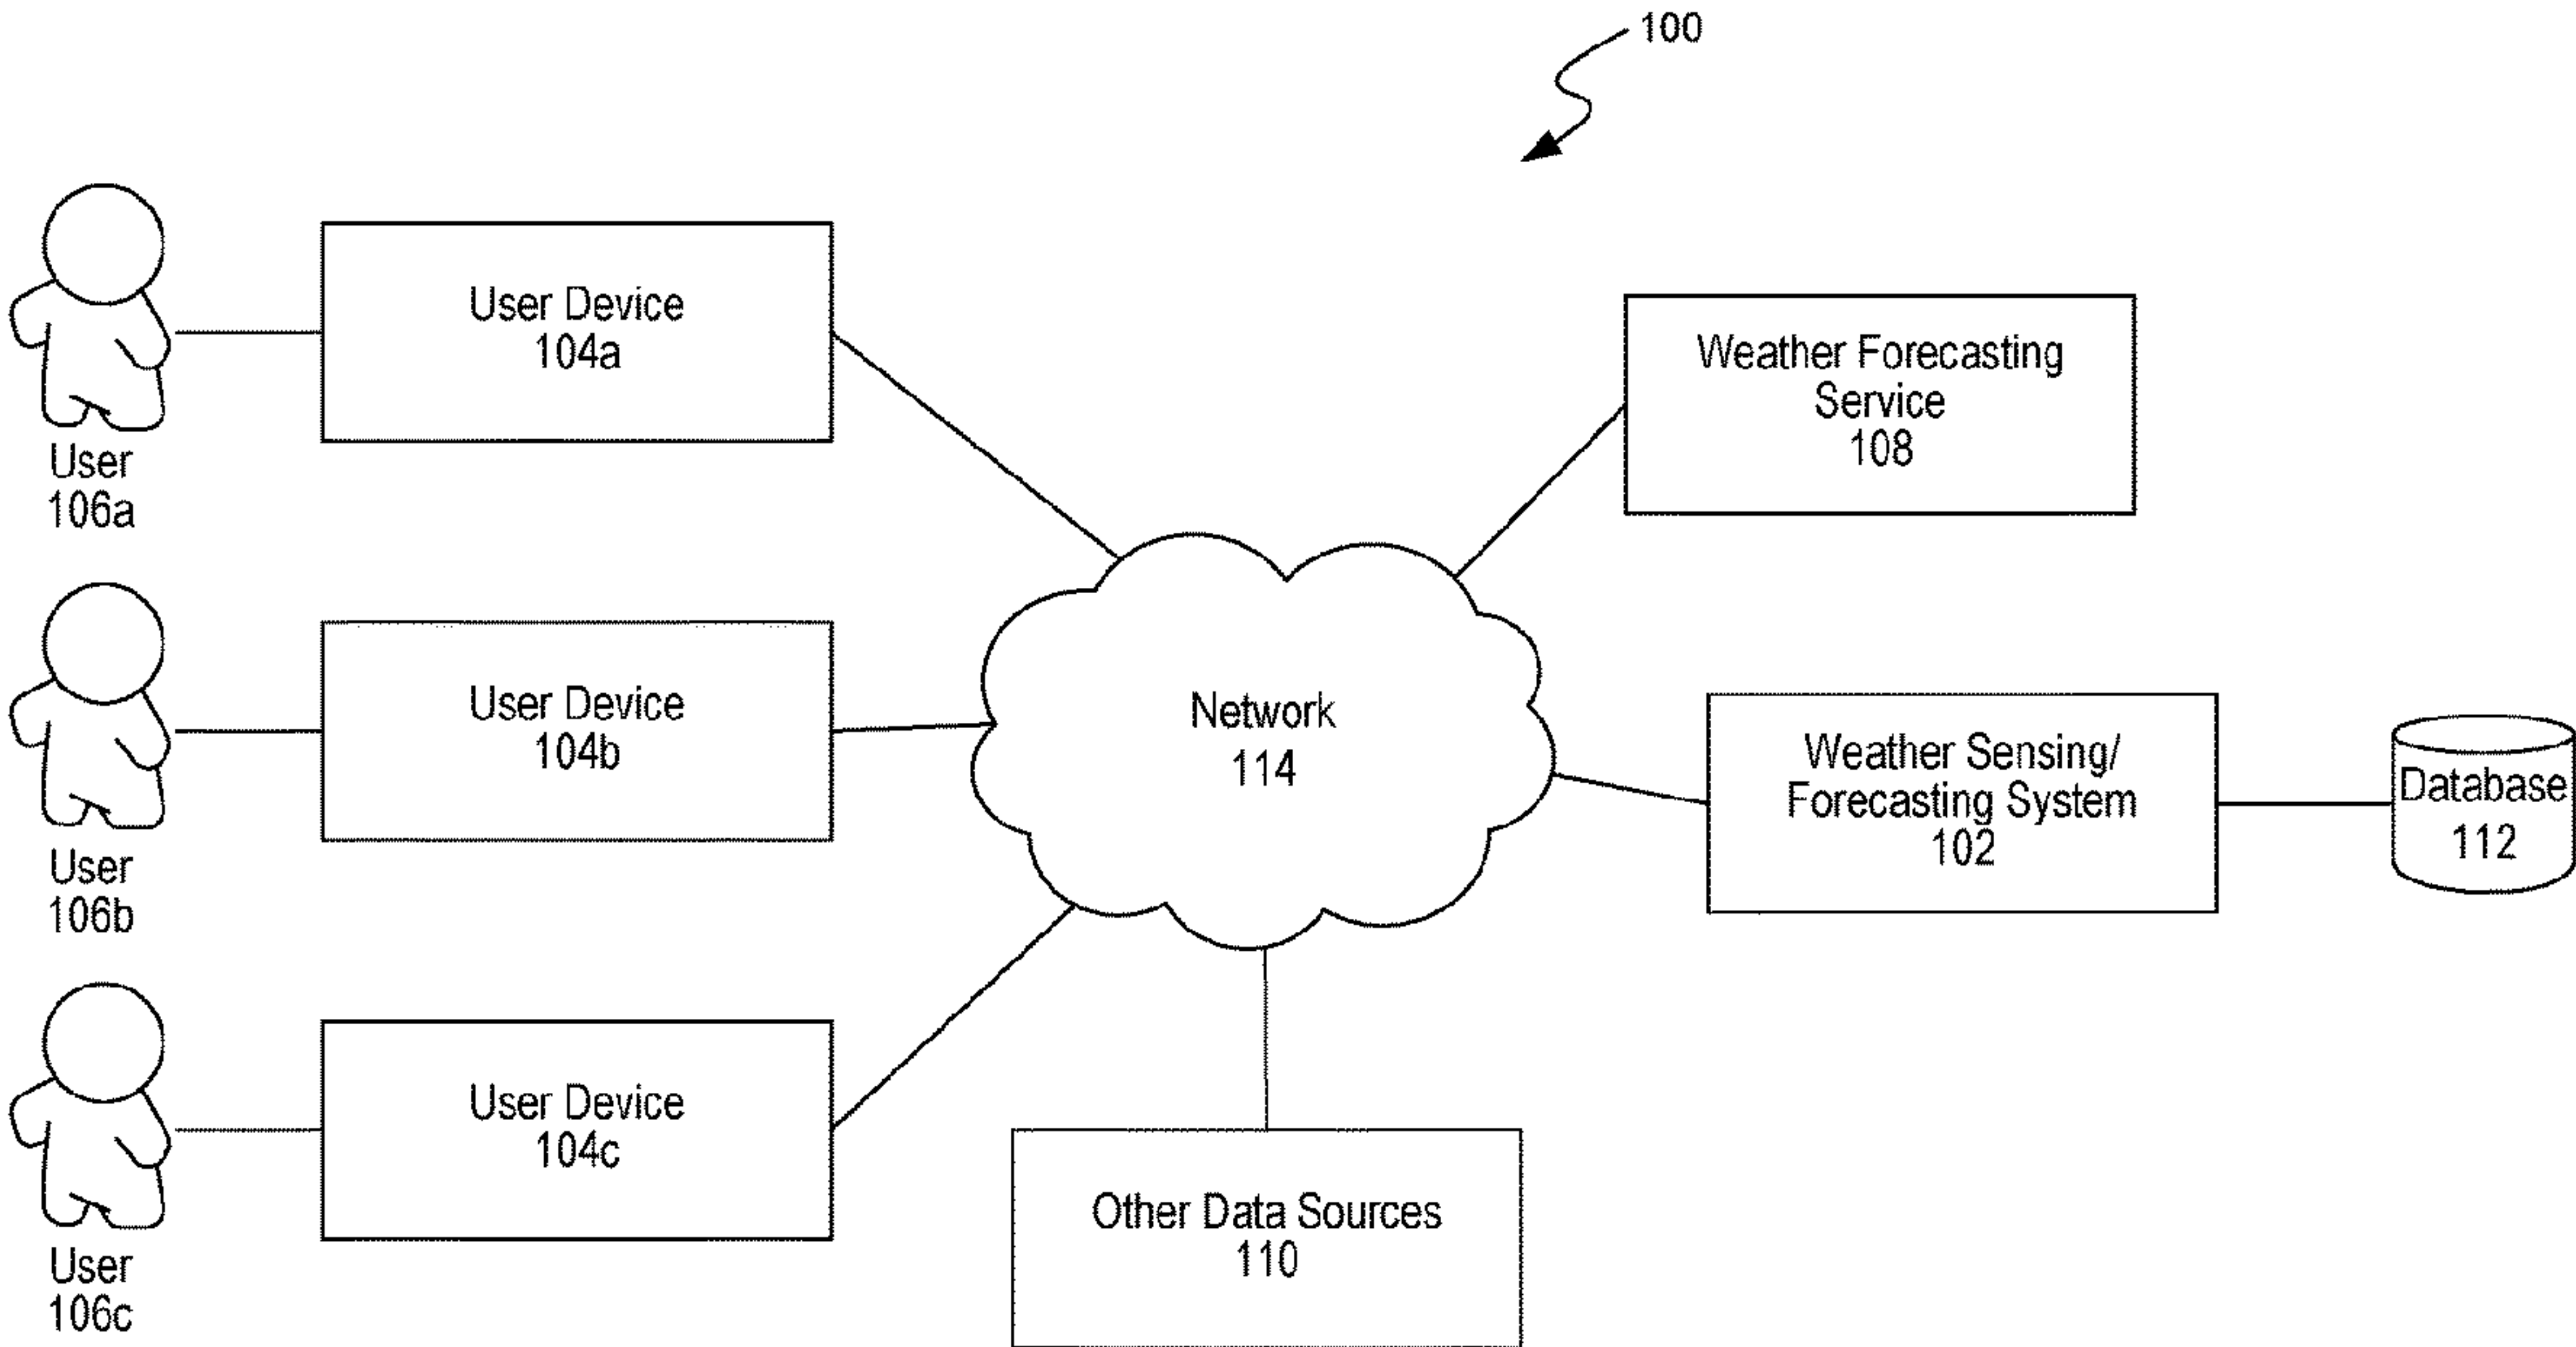 100
User Device
104a
User
106a
Weather Forecasting
Service
108
User Device
104b
User
106b
Network
114
Weather Sensing/
Forecasting System
102
Database
112
User Device
104c
User
106c
Other Data Sources
110